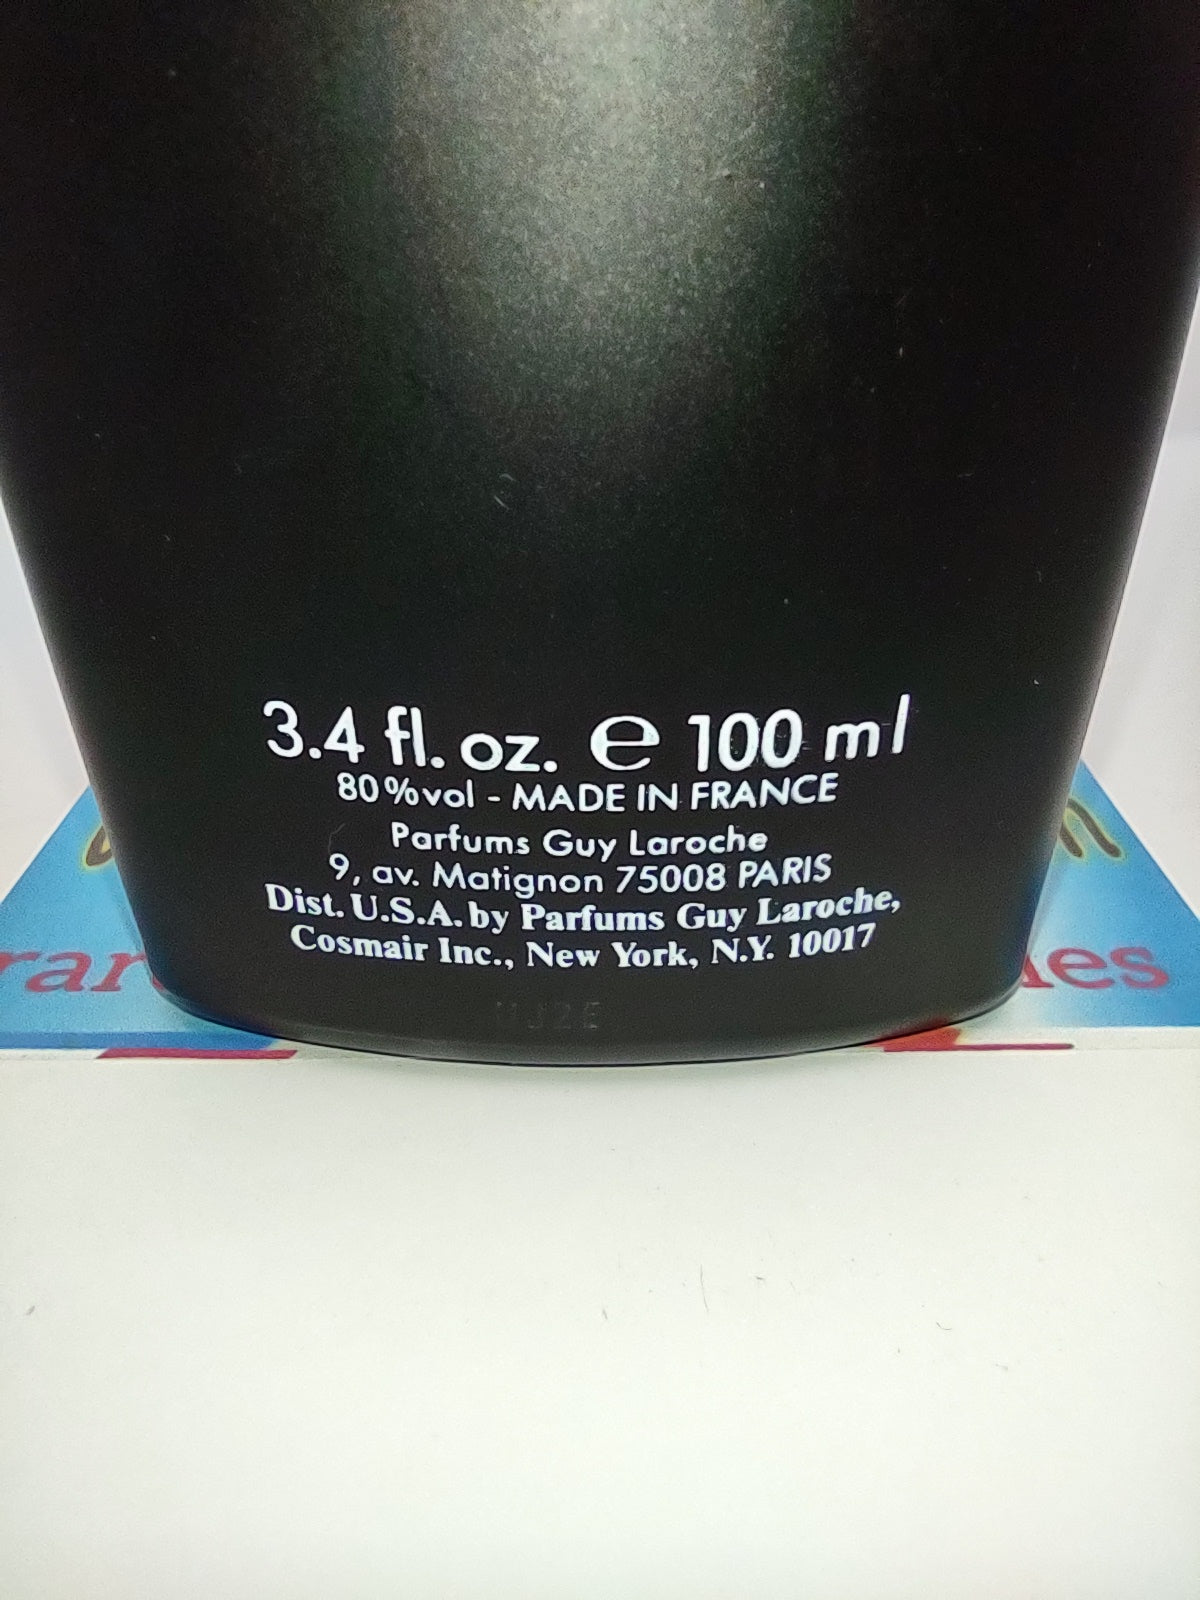 3.4 fl. oz. ℮ 100 ml
80%vol - MADE IN FRANCE
Parfums Guy Laroche
9, av. Matignon 75008 PARIS
Dist. U.S.A. by Parfums Guy Laroche,
Cosmair Inc., New York, N.Y. 10017